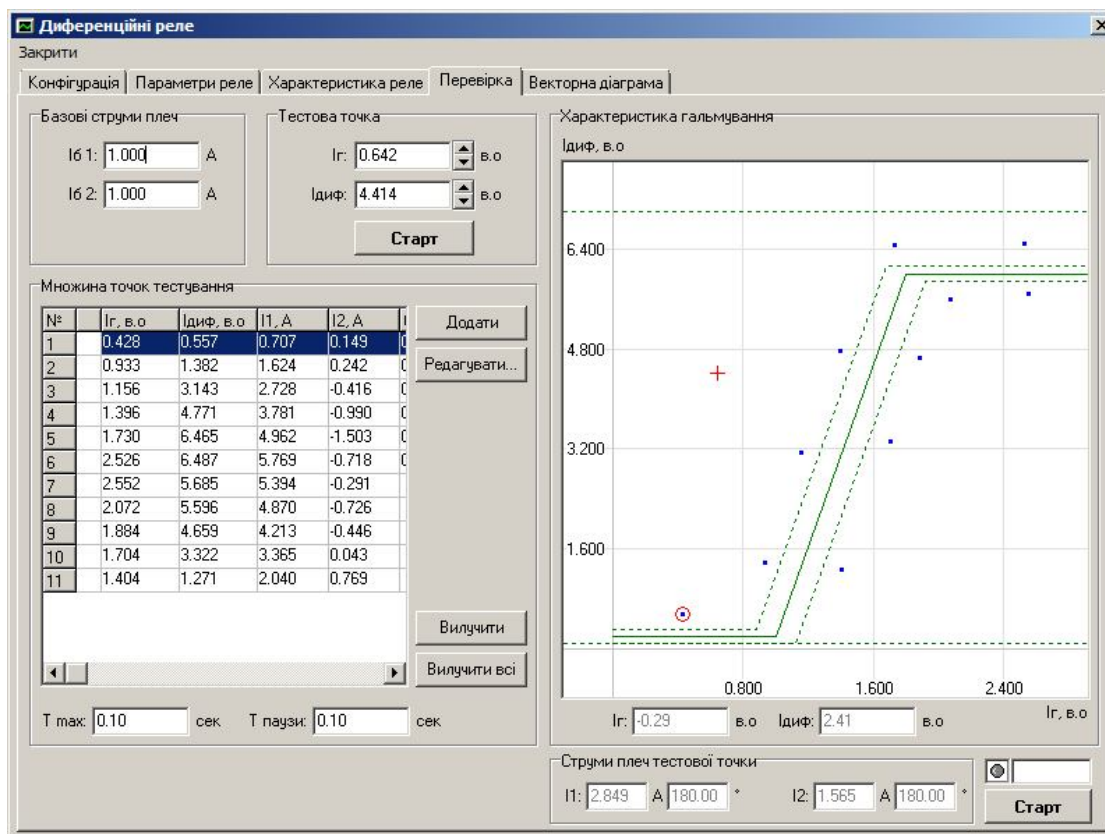 Диференційні реле
Закрити
Конфігурація Параметри реле Характеристика реле Перевірка Векторна діаграма
Базові струми плеч
Іб 1: 1.000 А
Іб 2: 1.000 А
Тестова точка
Іг: 0.642 в.о
Ідиф: 4.414 в.о
Старт
Множина точок тестування
№ Іг, в.о Ідиф, в.о І1, А І2, А
1 0.428 0.557 0.707 0.149
2 0.933 1.382 1.624 0.242
3 1.156 3.143 2.728 -0.416
4 1.396 4.771 3.781 -0.990
5 1.730 6.465 4.962 -1.503
6 2.526 6.487 5.769 -0.718
7 2.552 5.685 5.394 -0.291
8 2.072 5.596 4.870 -0.726
9 1.884 4.659 4.213 -0.446
10 1.704 3.322 3.365 0.043
11 1.404 1.271 2.040 0.769
Додати
Редагувати...
Вилучити
Вилучити всі
Т max: 0.10 сек Т паузи: 0.10 сек
Характеристика гальмування
Ідиф, в.о
6.400
4.800
3.200
1.600
0.800 1.600 2.400
Іг, в.о
Іг: -0.29 в.о Ідиф: 2.41 в.о
Струми плеч тестової точки
І1: 2.849 А 180.00 ° І2: 1.565 А 180.00 °
Старт